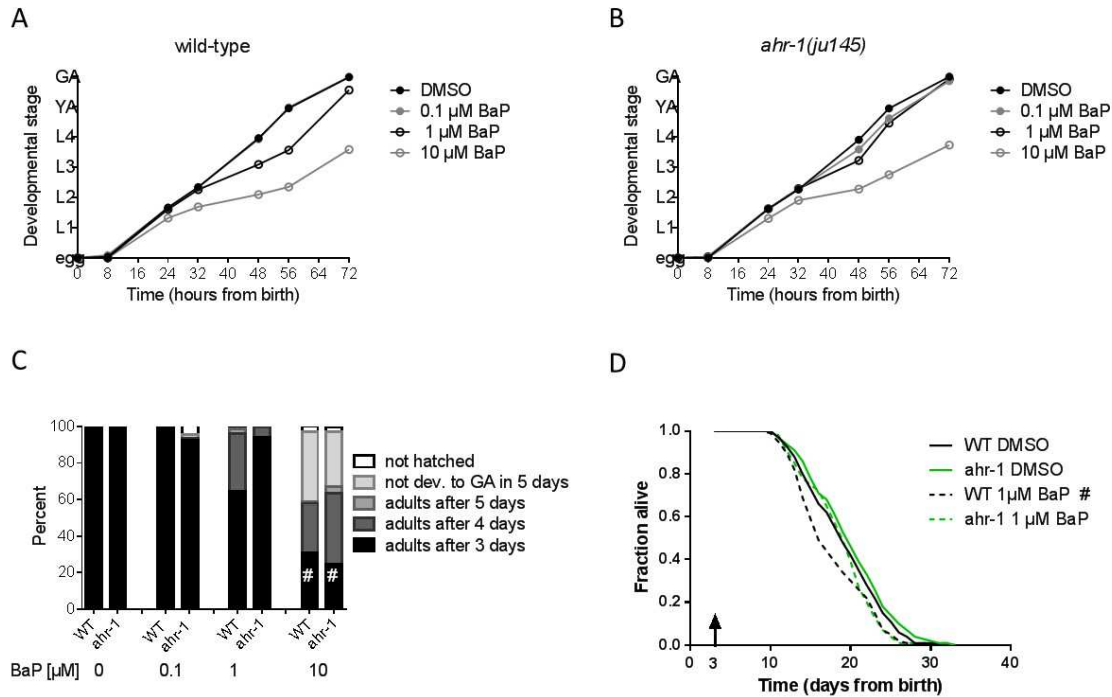 A
wild-type
Developmental stage
GA
YA
L4
L3
L2
L1
egg
0 8 16 24 32 40 48 56 64 72
Time (hours from birth)
DMSO
0.1 µM BaP
1 µM BaP
10 µM BaP
B
ahr-1(ju145)
Developmental stage
GA
YA
L4
L3
L2
L1
egg
0 8 16 24 32 40 48 56 64 72
Time (hours from birth)
DMSO
0.1 µM BaP
1 µM BaP
10 µM BaP
C
Percent
100
80
60
40
20
0
# #
WT ahr-1 WT ahr-1 WT ahr-1 WT ahr-1
BaP [µM] 0 0.1 1 10
not hatched
not dev. to GA in 5 days
adults after 5 days
adults after 4 days
adults after 3 days
D
Fraction alive
1.0
0.8
0.6
0.4
0.2
0.0
0 3 10 20 30 40
Time (days from birth)
WT DMSO
ahr-1 DMSO
WT 1µM BaP #
ahr-1 1 µM BaP